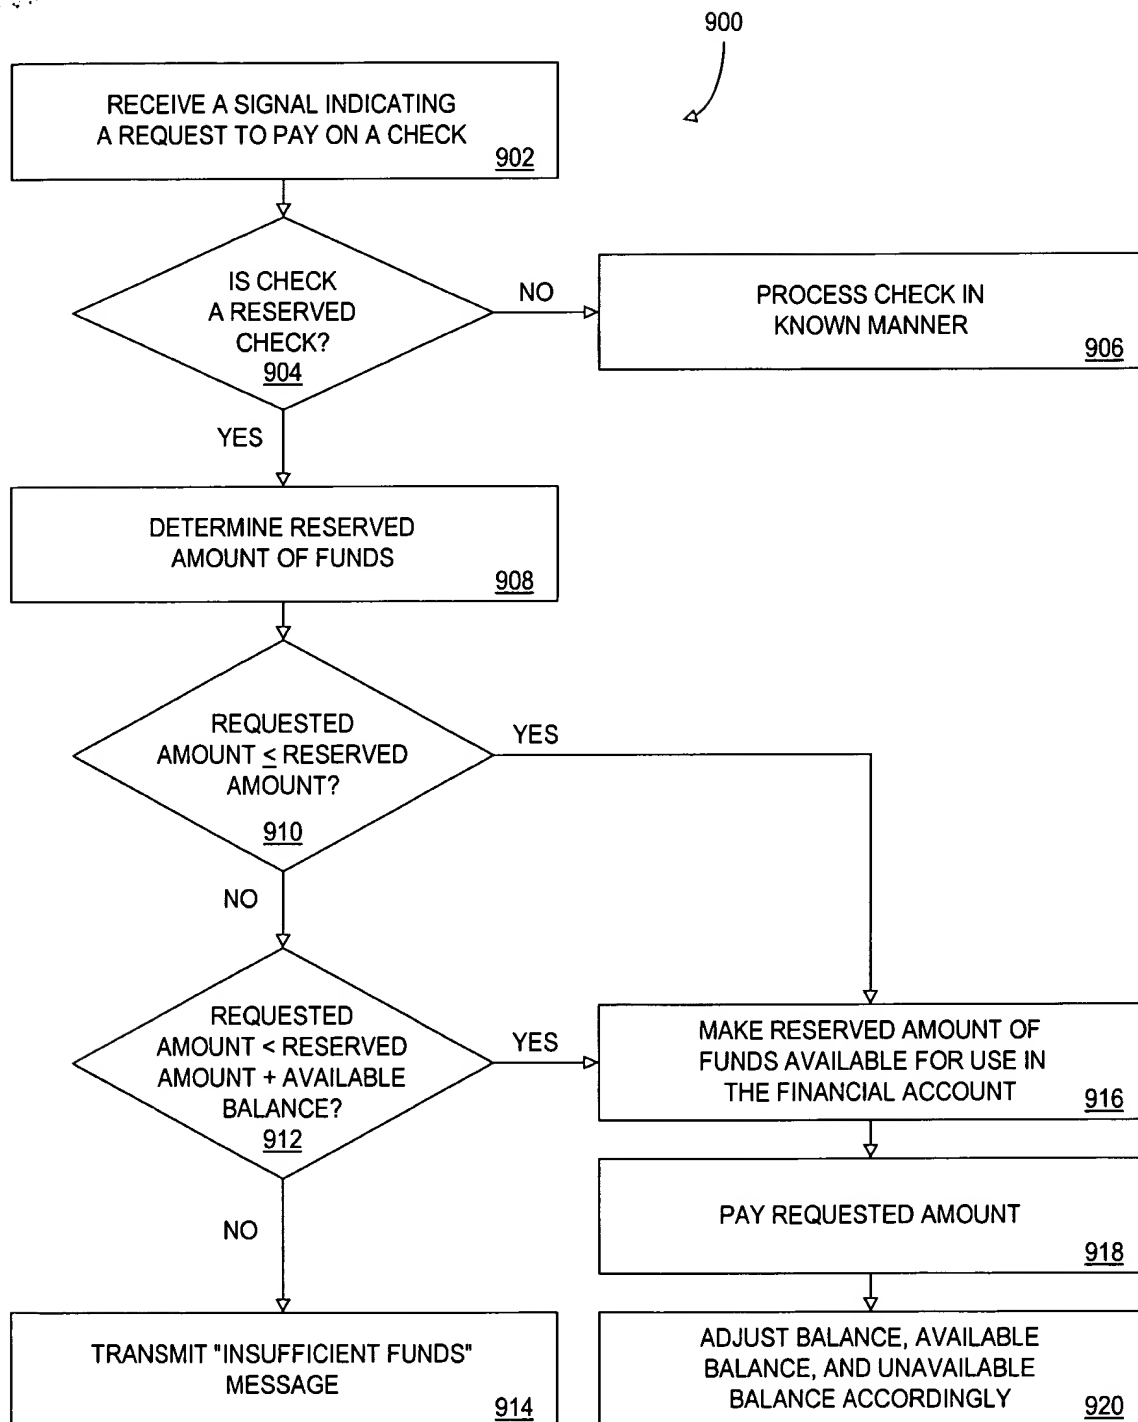 900
RECEIVE A SIGNAL INDICATING
A REQUEST TO PAY ON A CHECK
902
IS CHECK
A RESERVED
CHECK?
904
NO
PROCESS CHECK IN
KNOWN MANNER
906
YES
DETERMINE RESERVED
AMOUNT OF FUNDS
908
REQUESTED
AMOUNT ≤ RESERVED
AMOUNT?
910
YES
NO
REQUESTED
AMOUNT < RESERVED
AMOUNT + AVAILABLE
BALANCE?
912
YES
MAKE RESERVED AMOUNT OF
FUNDS AVAILABLE FOR USE IN
THE FINANCIAL ACCOUNT
916
PAY REQUESTED AMOUNT
918
NO
TRANSMIT "INSUFFICIENT FUNDS"
MESSAGE
914
ADJUST BALANCE, AVAILABLE
BALANCE, AND UNAVAILABLE
BALANCE ACCORDINGLY
920